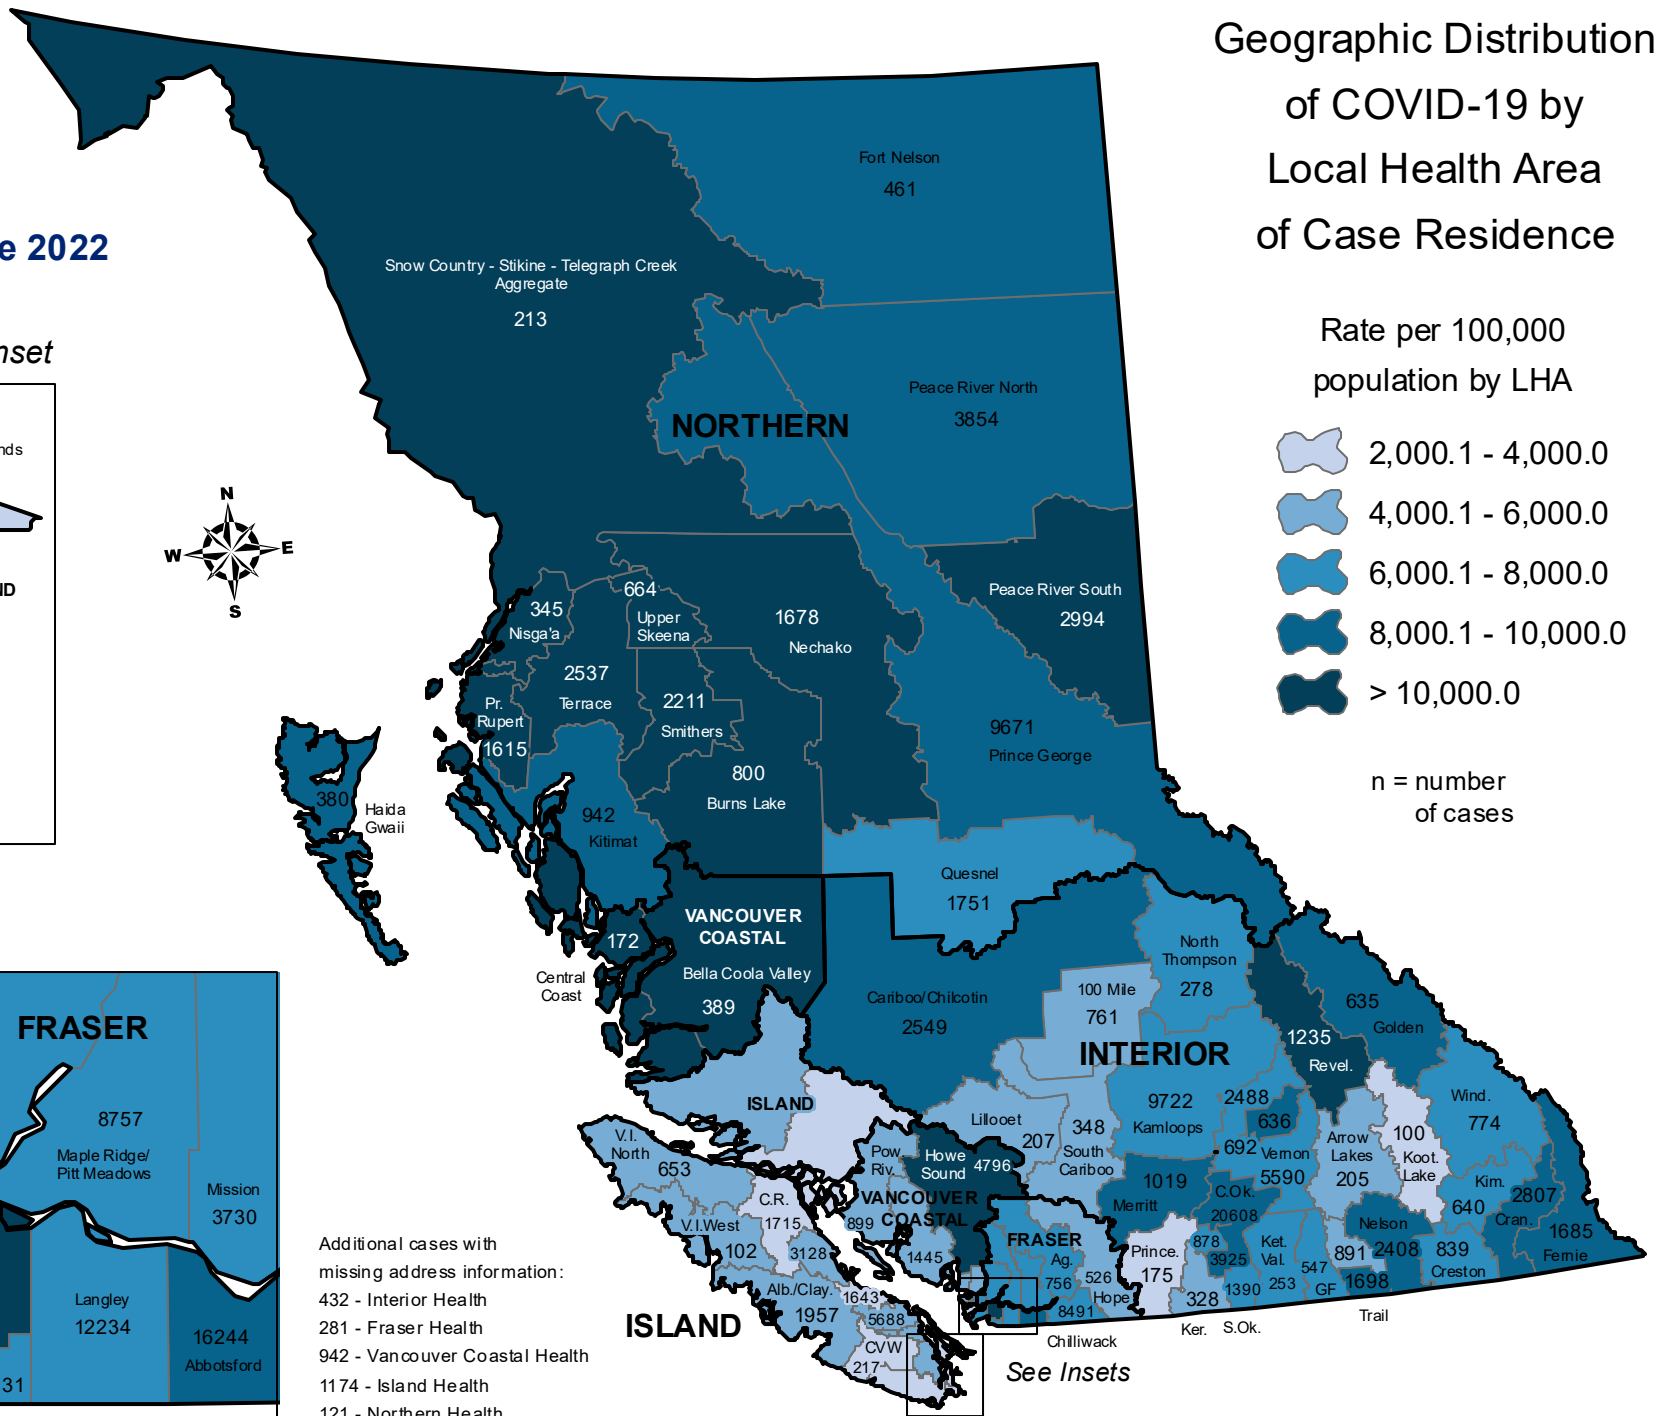 Geographic Distribution
of COVID-19 by
Local Health Area
of Case Residence
Rate per 100,000
population by LHA
2,000.1 - 4,000.0
4,000.1 - 6,000.0
6,000.1 - 8,000.0
8,000.1 - 10,000.0
> 10,000.0
n = number
of cases
e 2022
nset
nds
ND
N
W
E
S
Fort Nelson
461
Snow Country - Stikine - Telegraph Creek
Aggregate
213
Peace River North
3854
NORTHERN
Peace River South
2994
345
Nisga'a
664
Upper
Skeena
1678
Nechako
2537
Terrace
Pr.
Rupert
1615
2211
Smithers
9671
Prince George
800
Burns Lake
380
Haida
Gwaii
942
Kitimat
Quesnel
1751
VANCOUVER
COASTAL
172
Central
Coast
Bella Coola Valley
389
Cariboo/Chilcotin
2549
North
Thompson
278
100 Mile
761
INTERIOR
635
Golden
1235
Revel.
ISLAND
Lillooet
207
348
South
Cariboo
9722
Kamloops
2488
636
692
Vernon
5590
Arrow
Lakes
205
100
Koot.
Lake
Wind.
774
V.I.
North
653
Pow.
Riv.
Howe
Sound
4796
VANCOUVER
COASTAL
899
1445
C.R.
1715
V.I.West
102
3128
Alb./Clay.
1957
1643
5688
CVW
217
ISLAND
FRASER
Ag.
756
526
Hope
8491
Chilliwack
1019
Merritt
C.Ok.
20608
Prince.
175
878
3925
Ket.
Val.
253
328
1390
Ker.
S.Ok.
547
GF
Nelson
891
2408
1698
Trail
Kim.
640
Cran.
2807
839
Creston
1685
Fernie
See Insets
FRASER
8757
Maple Ridge/
Pitt Meadows
Mission
3730
Langley
12234
16244
Abbotsford
31
Additional cases with
missing address information:
432 - Interior Health
281 - Fraser Health
942 - Vancouver Coastal Health
1174 - Island Health
121 - Northern Health